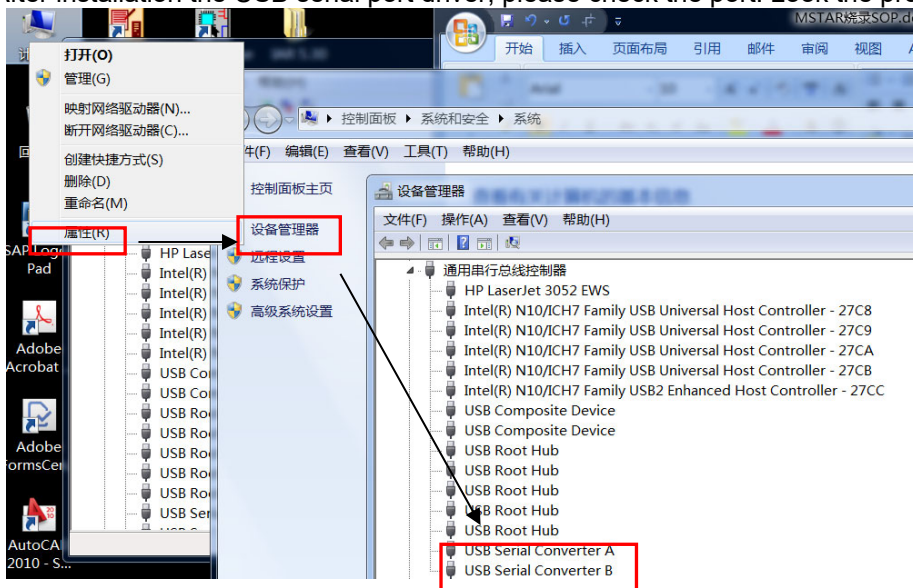 after installation the USB serial port driver, please check the port. Look the pro
MSTAR烧录SOP.do
开始 插入 页面布局 引用 邮件 审阅 视图
打开(O)
管理(G)
映射网络驱动器(N)...
断开网络驱动器(C)...
创建快捷方式(S)
删除(D)
重命名(M)
属性(R)
控制面板 ▸ 系统和安全 ▸ 系统
件(F) 编辑(E) 查看(V) 工具(T) 帮助(H)
控制面板主页
设备管理器
远程设置
系统保护
高级系统设置
SAP Logo
Pad
Adobe
Acrobat
Adobe
FormsCe
AutoCA
2010 - S...
HP Lase
Intel(R)
Intel(R)
Intel(R)
Intel(R)
Intel(R)
USB Co
USB Co
USB Ro
USB Ro
USB Ro
USB Ro
USB Ro
USB Ser
设备管理器
文件(F) 操作(A) 查看(V) 帮助(H)
通用串行总线控制器
HP LaserJet 3052 EWS
Intel(R) N10/ICH7 Family USB Universal Host Controller - 27C8
Intel(R) N10/ICH7 Family USB Universal Host Controller - 27C9
Intel(R) N10/ICH7 Family USB Universal Host Controller - 27CA
Intel(R) N10/ICH7 Family USB Universal Host Controller - 27CB
Intel(R) N10/ICH7 Family USB2 Enhanced Host Controller - 27CC
USB Composite Device
USB Composite Device
USB Root Hub
USB Root Hub
USB Root Hub
USB Root Hub
USB Root Hub
USB Serial Converter A
USB Serial Converter B